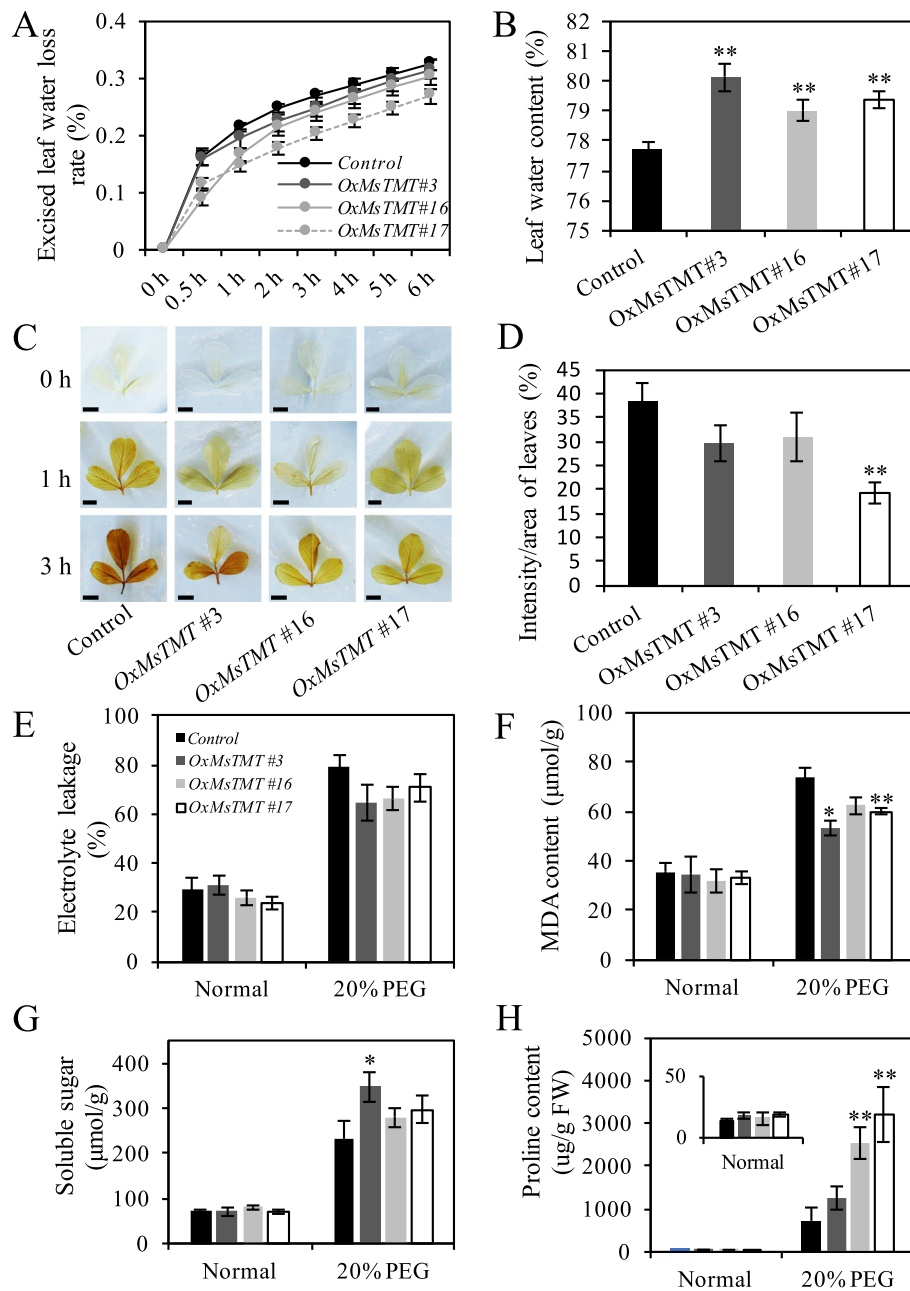 A
Excised leaf water loss
rate (%)
0.4
0.3
0.2
0.1
0
0 h
0.5 h
1 h
2 h
3 h
4 h
5 h
6 h
Control
OxMsTMT#3
OxMsTMT#16
OxMsTMT#17
B
Leaf water content (%)
82
81
80
79
78
77
76
75
**
**
**
Control
OxMsTMT#3
OxMsTMT#16
OxMsTMT#17
C
0 h
1 h
3 h
Control
OxMsTMT #3
OxMsTMT #16
OxMsTMT #17
D
Intensity/area of leaves (%)
45
40
35
30
25
20
15
10
5
0
**
Control
OxMsTMT #3
OxMsTMT #16
OxMsTMT #17
E
Electrolyte leakage
(%)
100
80
60
40
20
0
Control
OxMsTMT #3
OxMsTMT #16
OxMsTMT #17
Normal
20% PEG
F
MDA content (μmol/g)
100
80
60
40
20
0
*
**
Normal
20% PEG
G
Soluble sugar
(μmol/g)
400
300
200
100
0
*
Normal
20% PEG
H
Proline content
(ug/g FW)
5000
4000
3000
2000
1000
0
50
0
Normal
**
**
Normal
20% PEG